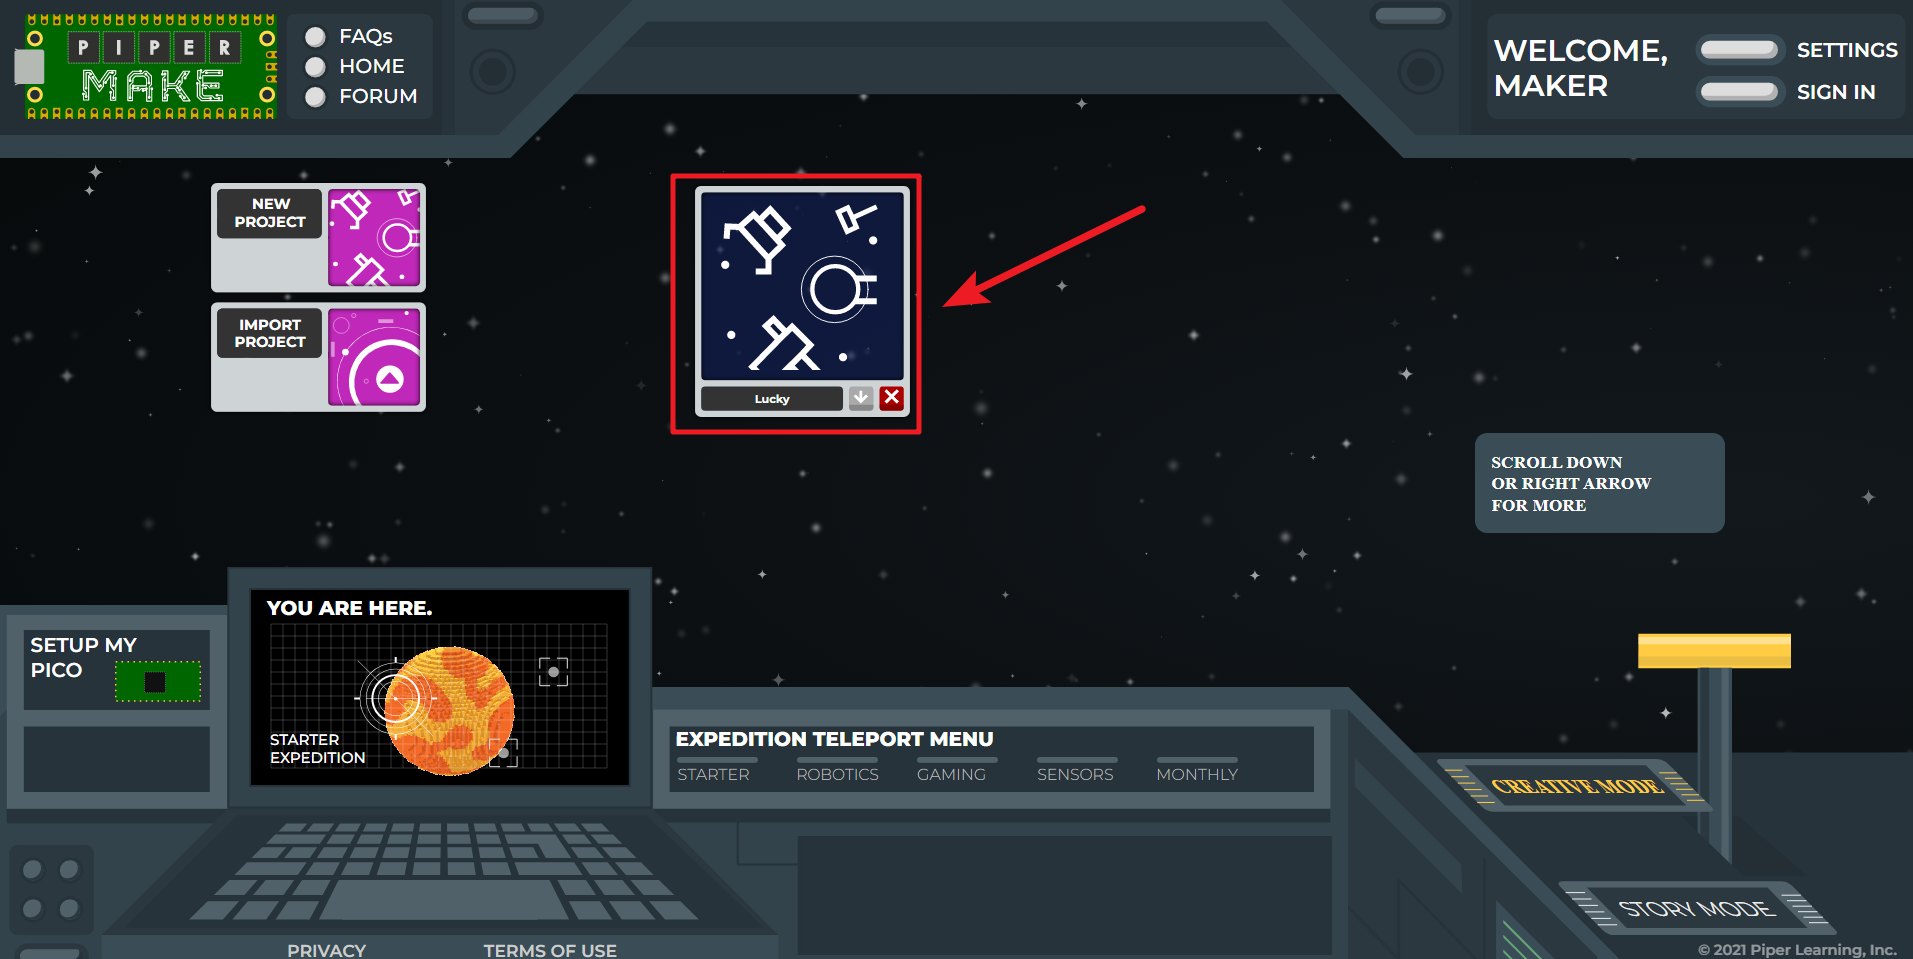 PIPER
MAKE
FAQs
HOME
FORUM
WELCOME,
MAKER
SETTINGS
SIGN IN
NEW
PROJECT
IMPORT
PROJECT
Lucky
SCROLL DOWN
OR RIGHT ARROW
FOR MORE
SETUP MY
PICO
YOU ARE HERE.
STARTER
EXPEDITION
EXPEDITION TELEPORT MENU
STARTER ROBOTICS GAMING SENSORS MONTHLY
CREATIVE MODE
STORY MODE
PRIVACY TERMS OF USE
© 2021 Piper Learning, Inc.